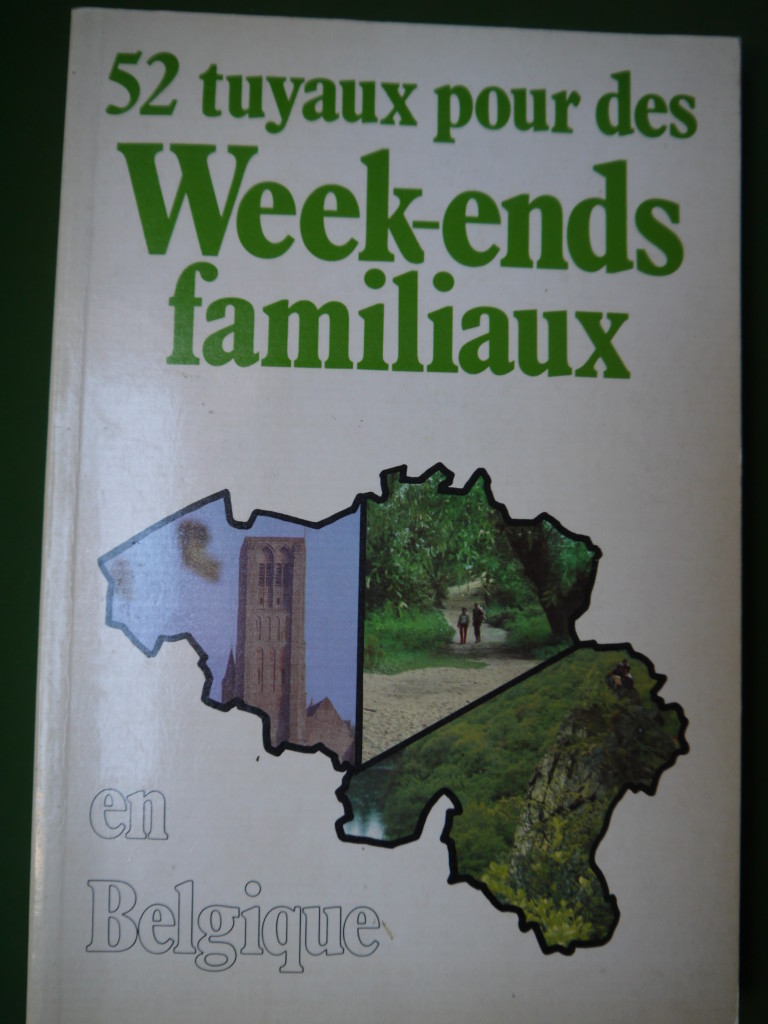 52 tuyaux pour des
Week-ends
familiaux
en
Belgique